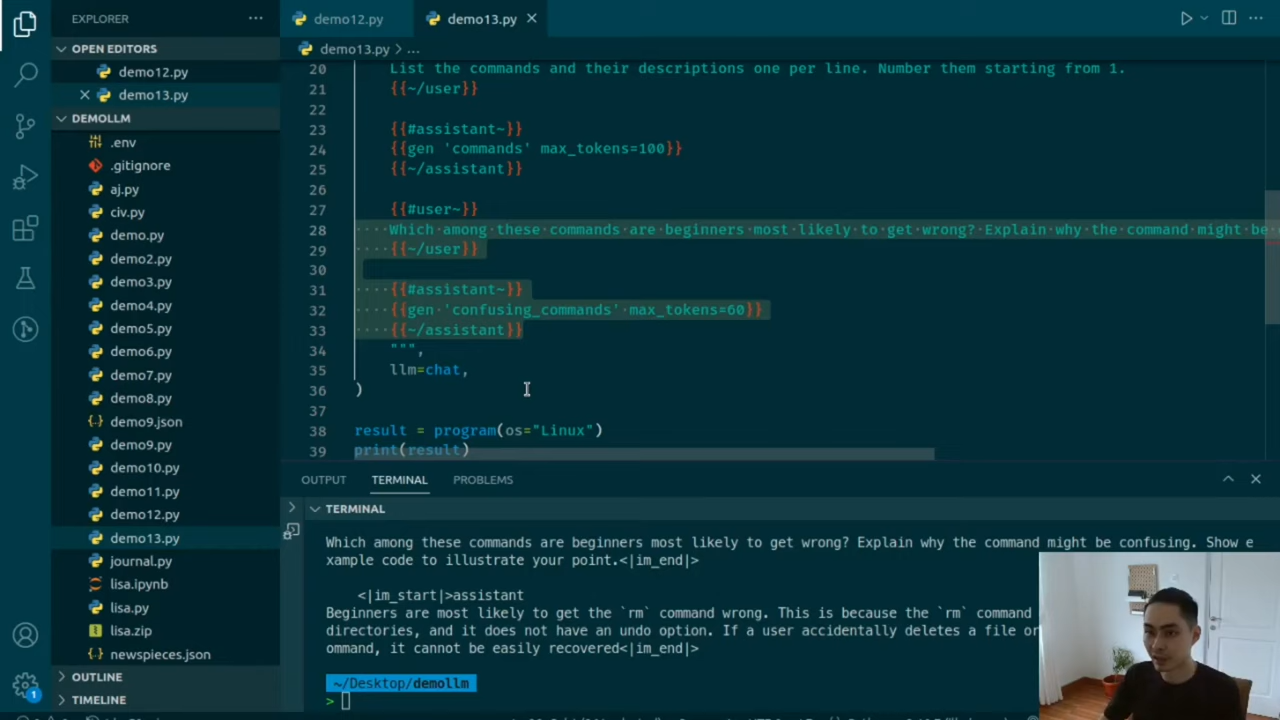 EXPLORER
demo12.py
demo13.py
OPEN EDITORS
demo12.py
demo13.py
DEMOLLM
.env
.gitignore
aj.py
civ.py
demo.py
demo2.py
demo3.py
demo4.py
demo5.py
demo6.py
demo7.py
demo8.py
demo9.json
demo9.py
demo10.py
demo11.py
demo12.py
demo13.py
journal.py
lisa.ipynb
lisa.py
lisa.zip
newspieces.json
OUTLINE
TIMELINE
1
demo13.py > ...
20 List the commands and their descriptions one per line. Number them starting from 1.
21 {{~/user}}
22
23 {{#assistant~}}
24 {{gen 'commands' max_tokens=100}}
25 {{~/assistant}}
26
27 {{#user~}}
28 Which among these commands are beginners most likely to get wrong? Explain why the command might be
29 {{~/user}}
30
31 {{#assistant~}}
32 {{gen 'confusing_commands' max_tokens=60}}
33 {{~/assistant}}
34 """,
35 llm=chat,
36 )
37
38 result = program(os="Linux")
39 print(result)
OUTPUT TERMINAL PROBLEMS
TERMINAL
Which among these commands are beginners most likely to get wrong? Explain why the command might be confusing. Show e
xample code to illustrate your point.<|im_end|>
<|im_start|>assistant
Beginners are most likely to get the `rm` command wrong. This is because the `rm` command
directories, and it does not have an undo option. If a user accidentally deletes a file or
ommand, it cannot be easily recovered<|im_end|>
~/Desktop/demollm
>